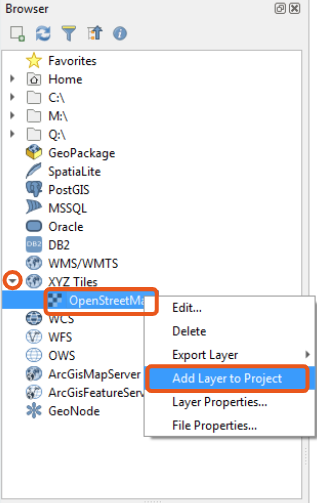 Browser
Favorites
Home
C:\
M:\
Q:\
GeoPackage
SpatiaLite
PostGIS
MSSQL
Oracle
DB2 DB2
WMS/WMTS
XYZ Tiles
OpenStreetMa
WCS
WFS
OWS
ArcGisMapServer
ArcGisFeatureServ
GeoNode
Edit...
Delete
Export Layer
Add Layer to Project
Layer Properties...
File Properties...